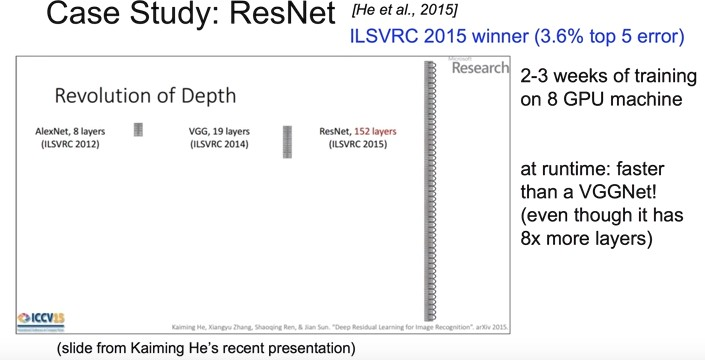 Case Study: ResNet [He et al., 2015]
ILSVRC 2015 winner (3.6% top 5 error)
Microsoft
Research
Revolution of Depth
AlexNet, 8 layers
(ILSVRC 2012)
VGG, 19 layers
(ILSVRC 2014)
ResNet, 152 layers
(ILSVRC 2015)
2-3 weeks of training
on 8 GPU machine
at runtime: faster
than a VGGNet!
(even though it has
8x more layers)
ICCV15
Kaiming He, Xiangyu Zhang, Shaoqing Ren, & Jian Sun. "Deep Residual Learning for Image Recognition". arXiv 2015.
(slide from Kaiming He's recent presentation)